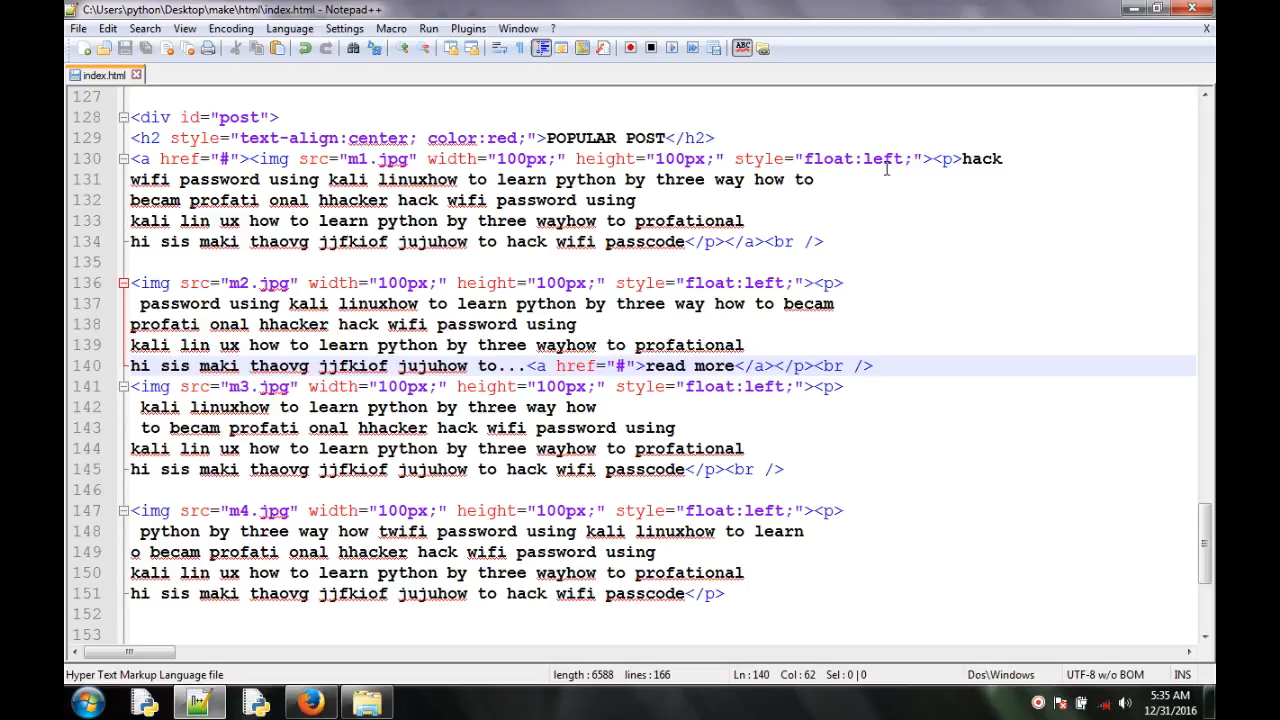 C:\Users\python\Desktop\make\html\index.html - Notepad++
File Edit Search View Encoding Language Settings Macro Run Plugins Window ? X
ABC
index.html
127
128 <div id="post">
129 <h2 style="text-align:center; color:red;">POPULAR POST</h2>
130 <a href="#"><img src="m1.jpg" width="100px;" height="100px;" style="float:left;"><p>hack
131 wifi password using kali linuxhow to learn python by three way how to
132 becam profati onal hhacker hack wifi password using
133 kali lin ux how to learn python by three wayhow to profational
134 hi sis maki thaovg jjfkiof jujuhow to hack wifi passcode</p></a><br />
135
136 <img src="m2.jpg" width="100px;" height="100px;" style="float:left;"><p>
137 password using kali linuxhow to learn python by three way how to becam
138 profati onal hhacker hack wifi password using
139 kali lin ux how to learn python by three wayhow to profational
140 hi sis maki thaovg jjfkiof jujuhow to...<a href="#">read more</a></p><br />
141 <img src="m3.jpg" width="100px;" height="100px;" style="float:left;"><p>
142 kali linuxhow to learn python by three way how
143 to becam profati onal hhacker hack wifi password using
144 kali lin ux how to learn python by three wayhow to profational
145 hi sis maki thaovg jjfkiof jujuhow to hack wifi passcode</p><br />
146
147 <img src="m4.jpg" width="100px;" height="100px;" style="float:left;"><p>
148 python by three way how twifi password using kali linuxhow to learn
149 o becam profati onal hhacker hack wifi password using
150 kali lin ux how to learn python by three wayhow to profational
151 hi sis maki thaovg jjfkiof jujuhow to hack wifi passcode</p>
152
153
Hyper Text Markup Language file length : 6588 lines : 166 Ln : 140 Col : 62 Sel : 0 | 0 Dos\Windows UTF-8 w/o BOM INS
5:35 AM
12/31/2016